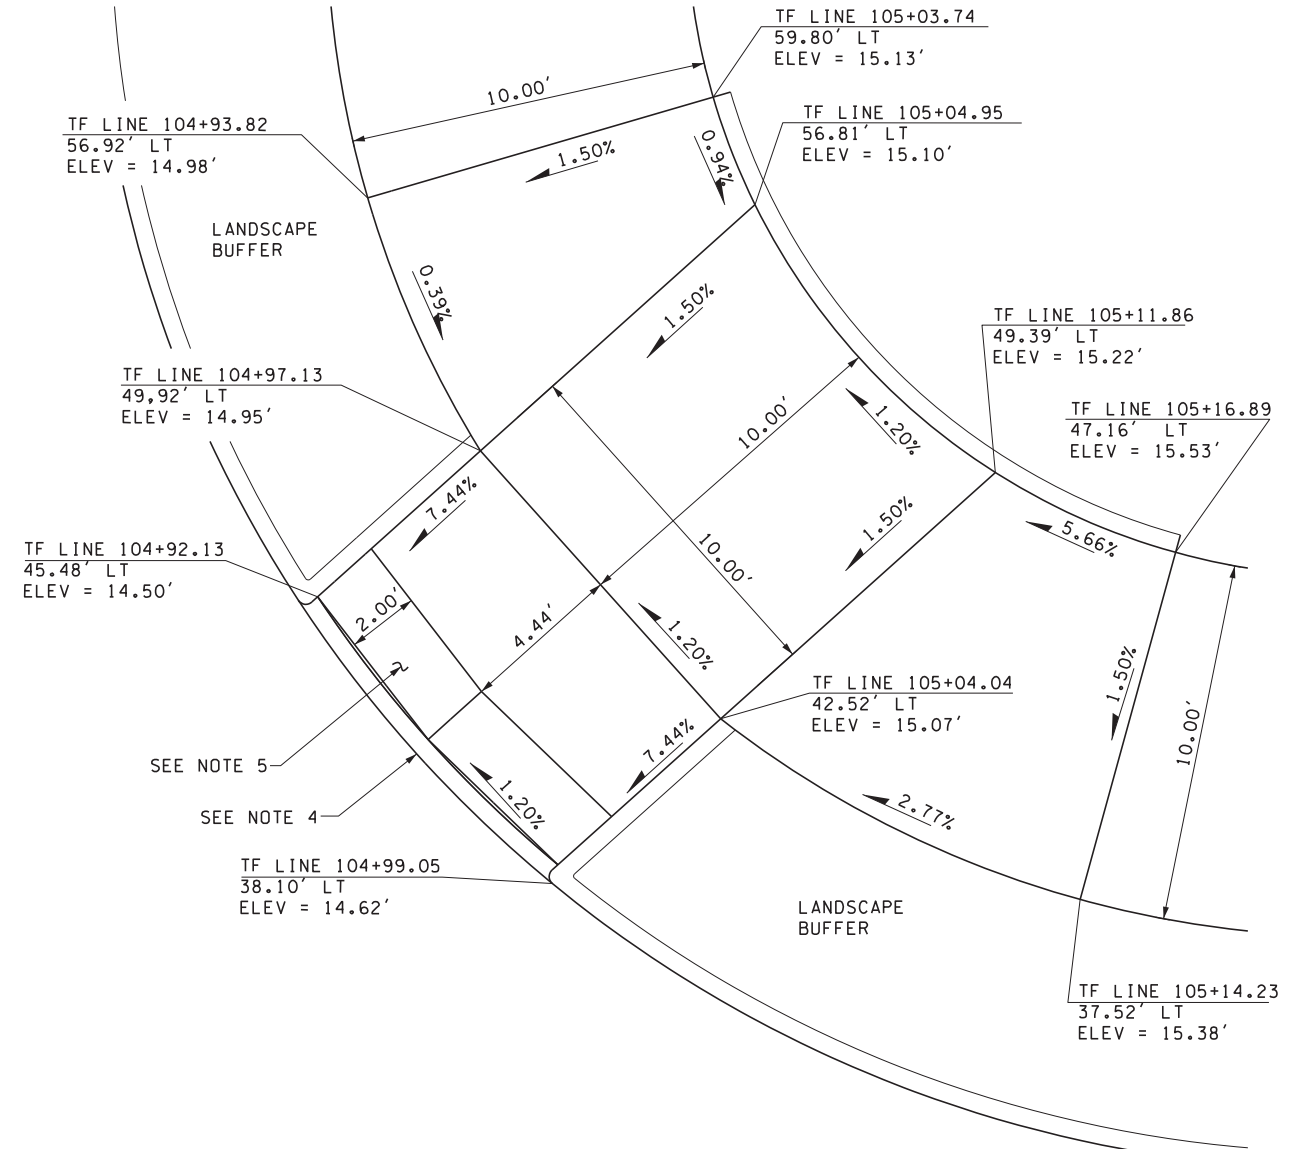 TF LINE 105+03.74
59.80′ LT
ELEV = 15.13′
10.00′
TF LINE 104+93.82
56.92′ LT
ELEV = 14.98′
TF LINE 105+04.95
56.81′ LT
ELEV = 15.10′
1.50%
0.94%
LANDSCAPE
BUFFER
0.39%
1.50%
TF LINE 105+11.86
49.39′ LT
ELEV = 15.22′
TF LINE 104+97.13
49,92′ LT
ELEV = 14.95′
TF LINE 105+16.89
47.16′ LT
ELEV = 15.53′
10.00′
1.20%
7.44%
1.50%
5.66%
10.00′
TF LINE 104+92.13
45.48′ LT
ELEV = 14.50′
2.00′
4.44′
1.20%
1.50%
TF LINE 105+04.04
42.52′ LT
ELEV = 15.07′
10.00′
7.44%
SEE NOTE 5
SEE NOTE 4
1.20%
2.77%
TF LINE 104+99.05
38.10′ LT
ELEV = 14.62′
LANDSCAPE
BUFFER
TF LINE 105+14.23
37.52′ LT
ELEV = 15.38′